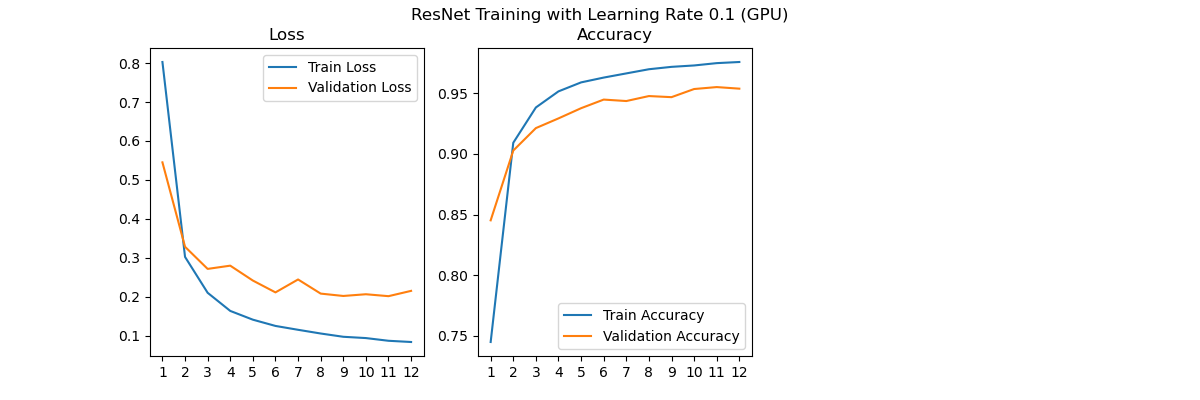 ResNet Training with Learning Rate 0.1 (GPU)
Loss
Train Loss
Validation Loss
0.8
0.7
0.6
0.5
0.4
0.3
0.2
0.1
1 2 3 4 5 6 7 8 9 10 11 12
Accuracy
0.95
0.90
0.85
0.80
0.75
Train Accuracy
Validation Accuracy
1 2 3 4 5 6 7 8 9 10 11 12